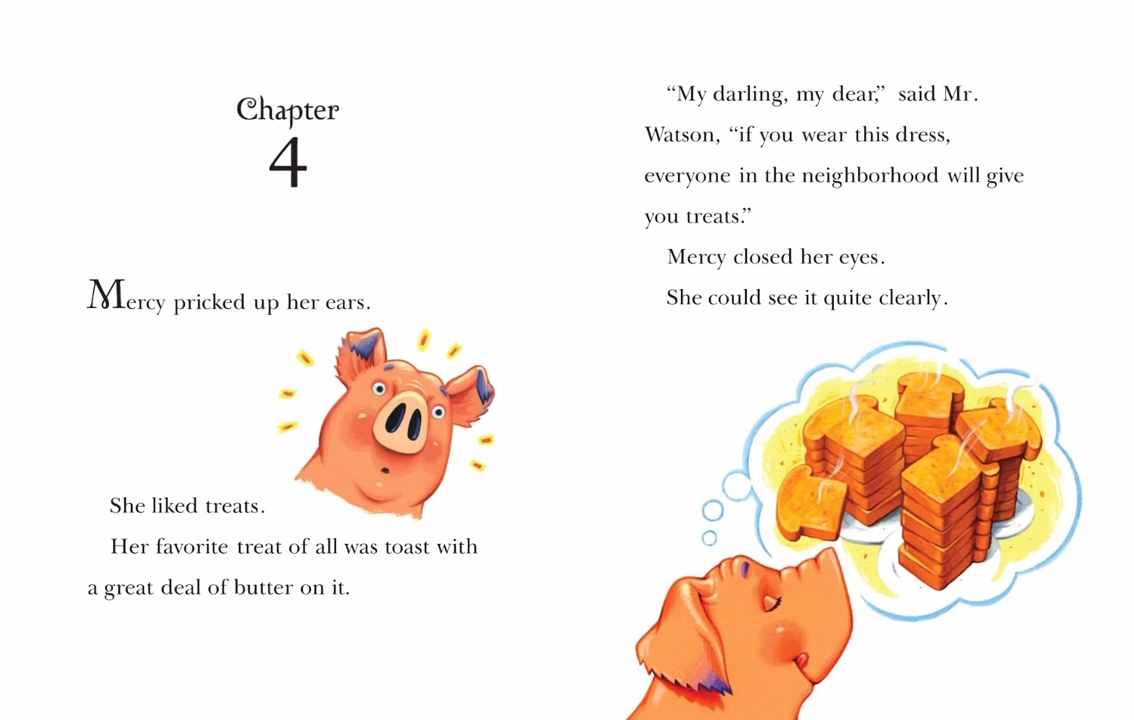 Chapter
4
Mercy pricked up her ears.
She liked treats.
Her favorite treat of all was toast with
a great deal of butter on it.
“My darling, my dear,” said Mr.
Watson, “if you wear this dress,
everyone in the neighborhood will give
you treats.”
Mercy closed her eyes.
She could see it quite clearly.